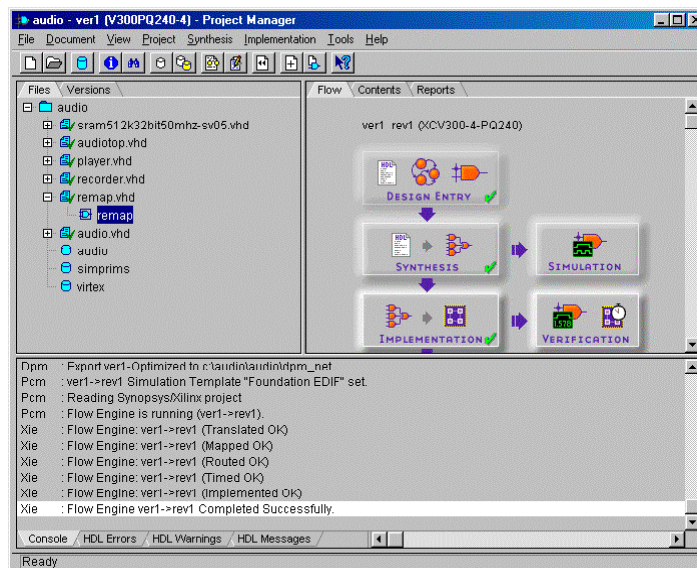 audio - ver1 (V300PQ240-4) - Project Manager
File Document View Project Synthesis Implementation Tools Help
Files Versions
audio
sram512k32bit50mhz-sv05.vhd
audiotop.vhd
player.vhd
recorder.vhd
remap.vhd
remap
audio.vhd
audio
simprims
virtex
Flow Contents Reports
ver1 rev1 (XCV300-4-PQ240)
HDL
DESIGN ENTRY
HDL
SYNTHESIS
SIMULATION
IMPLEMENTATION
1.57B
VERIFICATION
Dpm : Export ver1-Optimized to c:\audio\audio\dpm_net
Pcm : ver1->rev1 Simulation Template "Foundation EDIF" set.
Pcm : Reading Synopsys/Xilinx project
Pcm : Flow Engine is running (ver1->rev1).
Xie : Flow Engine: ver1->rev1 (Translated OK)
Xie : Flow Engine: ver1->rev1 (Mapped OK)
Xie : Flow Engine: ver1->rev1 (Routed OK)
Xie : Flow Engine: ver1->rev1 (Timed OK)
Xie : Flow Engine: ver1->rev1 (Implemented OK)
Xie : Flow Engine ver1->rev1 Completed Successfully.
Console HDL Errors HDL Warnings HDL Messages
Ready